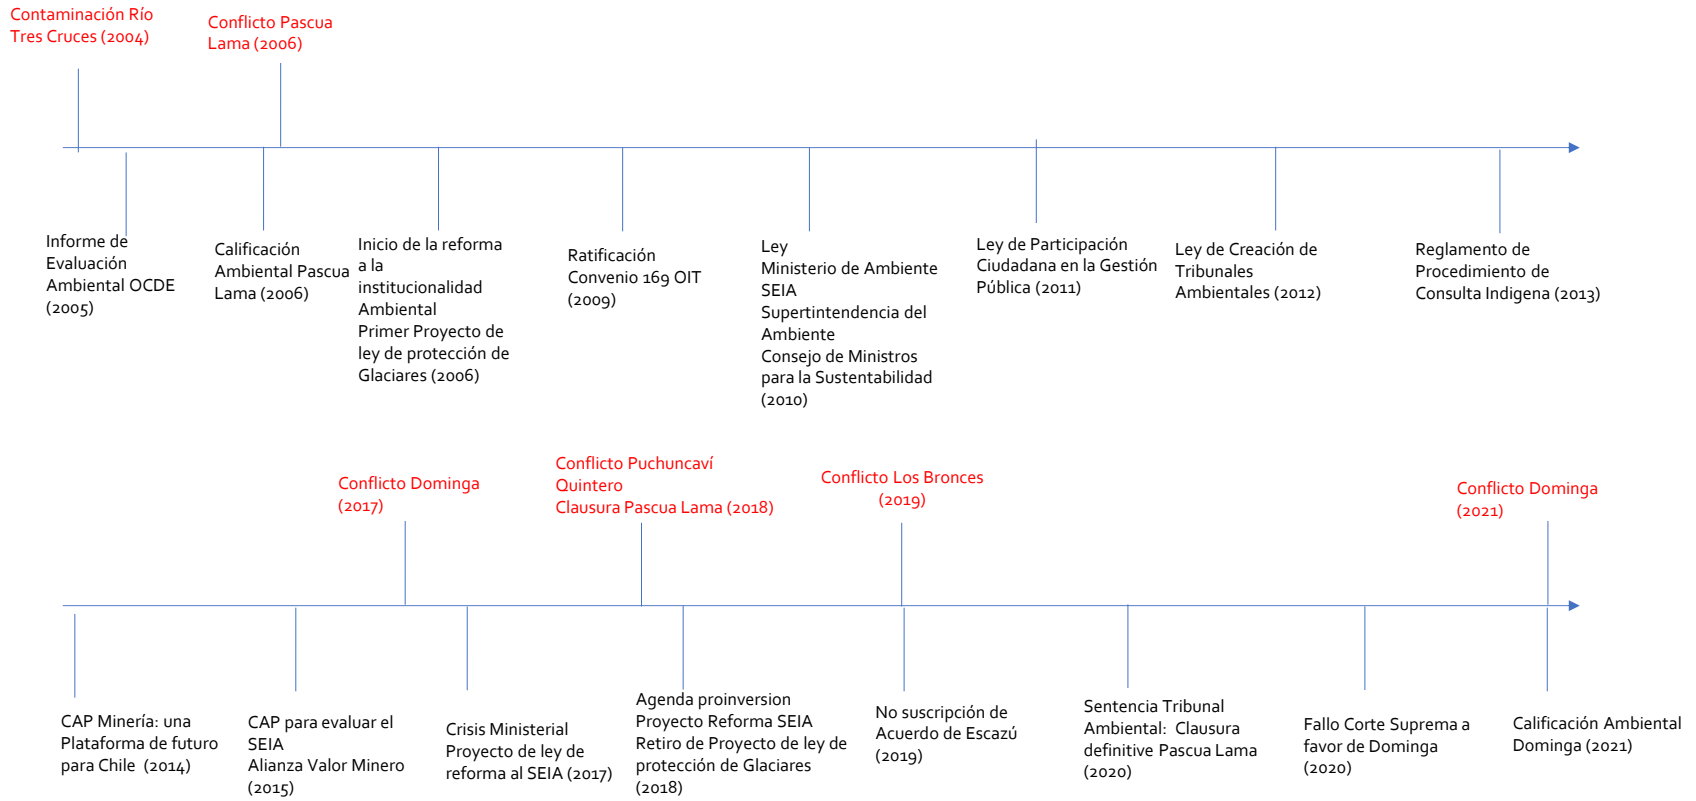 Contaminación Río
Tres Cruces (2004)
Conflicto Pascua
Lama (2006)
Informe de
Evaluación
Ambiental OCDE
(2005)
Calificación
Ambiental Pascua
Lama (2006)
Inicio de la reforma
a la
institucionalidad
Ambiental
Primer Proyecto de
ley de protección de
Glaciares (2006)
Ratificación
Convenio 169 OIT
(2009)
Ley
Ministerio de Ambiente
SEIA
Supertintendencia del
Ambiente
Consejo de Ministros
para la Sustentabilidad
(2010)
Ley de Participación
Ciudadana en la Gestión
Pública (2011)
Ley de Creación de
Tribunales
Ambientales (2012)
Reglamento de
Procedimiento de
Consulta Indigena (2013)
Conflicto Dominga
(2017)
Conflicto Puchuncaví
Quintero
Clausura Pascua Lama (2018)
Conflicto Los Bronces
(2019)
Conflicto Dominga
(2021)
CAP Minería: una
Plataforma de futuro
para Chile (2014)
CAP para evaluar el
SEIA
Alianza Valor Minero
(2015)
Crisis Ministerial
Proyecto de ley de
reforma al SEIA (2017)
Agenda proinversion
Proyecto Reforma SEIA
Retiro de Proyecto de ley de
protección de Glaciares
(2018)
No suscripción de
Acuerdo de Escazú
(2019)
Sentencia Tribunal
Ambiental: Clausura
definitive Pascua Lama
(2020)
Fallo Corte Suprema a
favor de Dominga
(2020)
Calificación Ambiental
Dominga (2021)